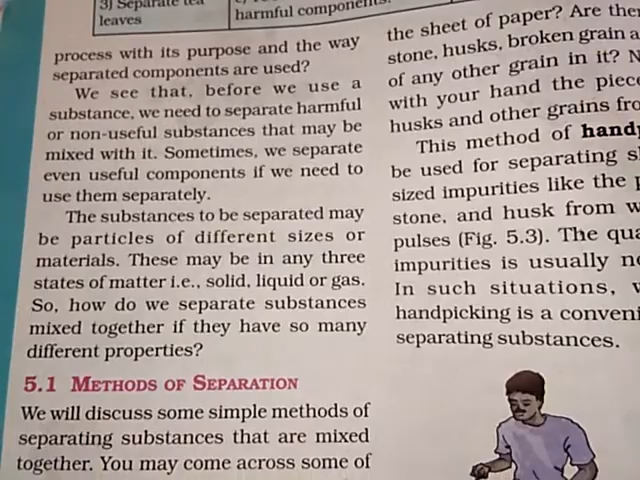 3) Separate tea
leaves
harmful components.
process with its purpose and the way
separated components are used?
We see that, before we use a
substance, we need to separate harmful
or non-useful substances that may be
mixed with it. Sometimes, we separate
even useful components if we need to
use them separately.
The substances to be separated may
be particles of different sizes or
materials. These may be in any three
states of matter i.e., solid, liquid or gas.
So, how do we separate substances
mixed together if they have so many
different properties?
5.1 METHODS OF SEPARATION
We will discuss some simple methods of
separating substances that are mixed
together. You may come across some of
the sheet of paper? Are
stone, husks, broken grain
of any other grain in it?
with your hand the
husks and other grains
This method of
be used for separating
sized impurities like the
stone, and husk from
pulses (Fig. 5.3). The
impurities is usually
In such situations,
handpicking is a
separating substances.